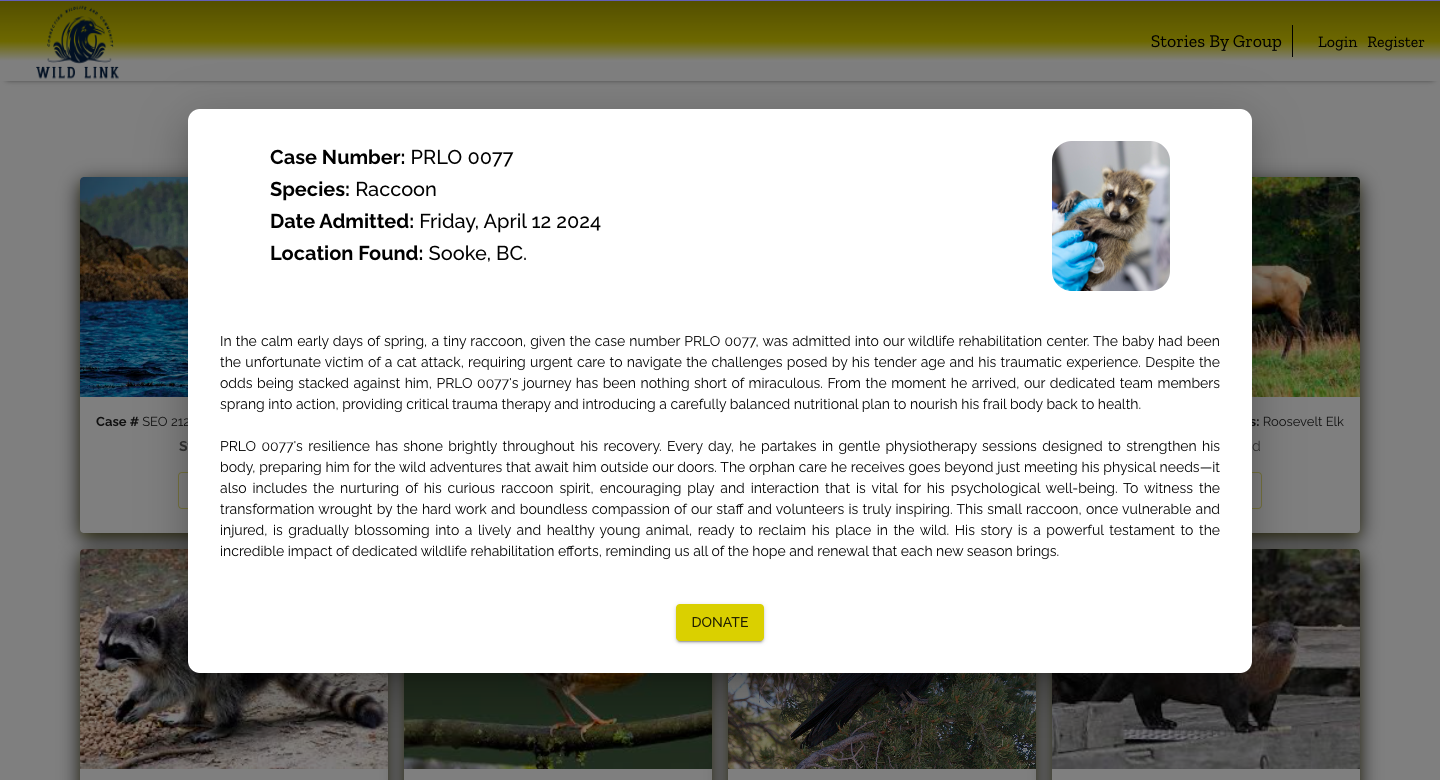 WILD LINK
Stories By Group
Login Register
Case Number: PRLO 0077
Species: Raccoon
Date Admitted: Friday, April 12 2024
Location Found: Sooke, BC.
In the calm early days of spring, a tiny raccoon, given the case number PRLO 0077, was admitted into our wildlife rehabilitation center. The baby had been
the unfortunate victim of a cat attack, requiring urgent care to navigate the challenges posed by his tender age and his traumatic experience. Despite the
odds being stacked against him, PRLO 0077's journey has been nothing short of miraculous. From the moment he arrived, our dedicated team members
sprang into action, providing critical trauma therapy and introducing a carefully balanced nutritional plan to nourish his frail body back to health.
PRLO 0077's resilience has shone brightly throughout his recovery. Every day, he partakes in gentle physiotherapy sessions designed to strengthen his
body, preparing him for the wild adventures that await him outside our doors. The orphan care he receives goes beyond just meeting his physical needs—it
also includes the nurturing of his curious raccoon spirit, encouraging play and interaction that is vital for his psychological well-being. To witness the
transformation wrought by the hard work and boundless compassion of our staff and volunteers is truly inspiring. This small raccoon, once vulnerable and
injured, is gradually blossoming into a lively and healthy young animal, ready to reclaim his place in the wild. His story is a powerful testament to the
incredible impact of dedicated wildlife rehabilitation efforts, reminding us all of the hope and renewal that each new season brings.
DONATE
Case # SEO 212
s: Roosevelt Elk